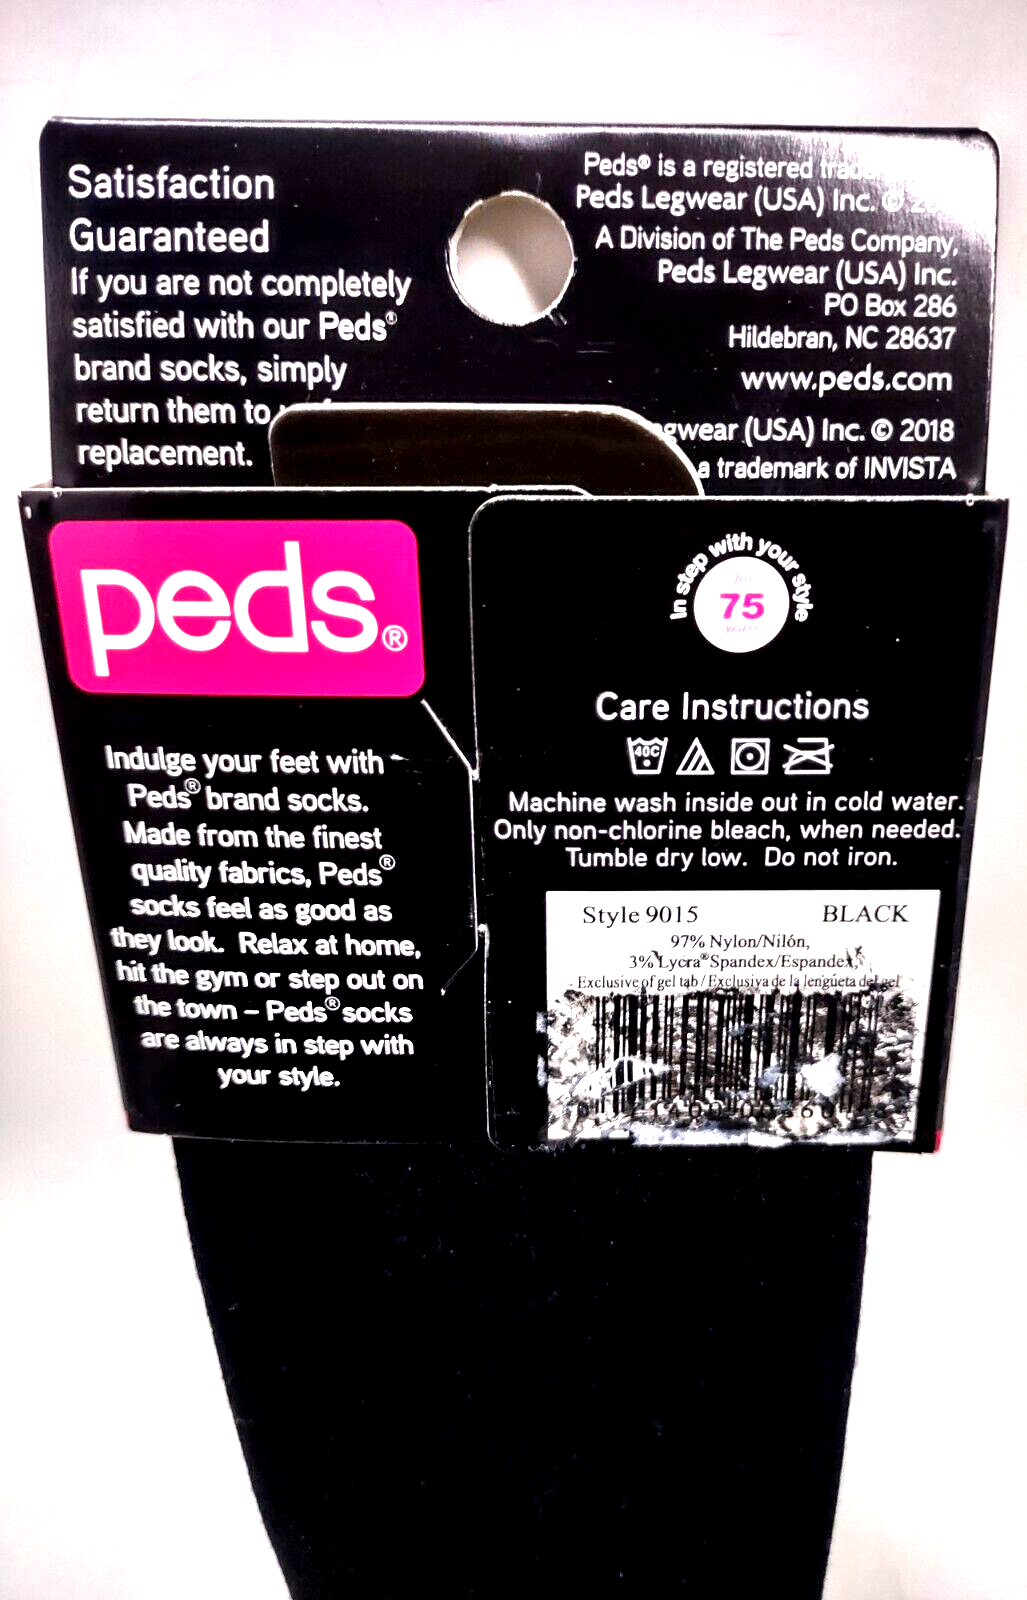 Satisfaction
Guaranteed
If you are not completely
satisfied with our Peds®
brand socks, simply
return them to
replacement.
Peds® is a registered
Peds Legwear (USA) Inc. ©
A Division of The Peds Company,
Peds Legwear (USA) Inc.
PO Box 286
Hildebran, NC 28637
www.peds.com
(USA) Inc. © 2018
a trademark of INVISTA
peds®
Indulge your feet with
Peds® brand socks.
Made from the finest
quality fabrics, Peds®
socks feel as good as
they look. Relax at home,
hit the gym or step out on
the town – Peds® socks
are always in step with
your style.
In step with your style
for
75
years
Care Instructions
40C
Machine wash inside out in cold water.
Only non-chlorine bleach, when needed.
Tumble dry low. Do not iron.
Style 9015 BLACK
97% Nylon/Nilón,
3% Lycra® Spandex/Espandex,
Exclusive of gel tab / Exclusiva de la lengüeta del gel